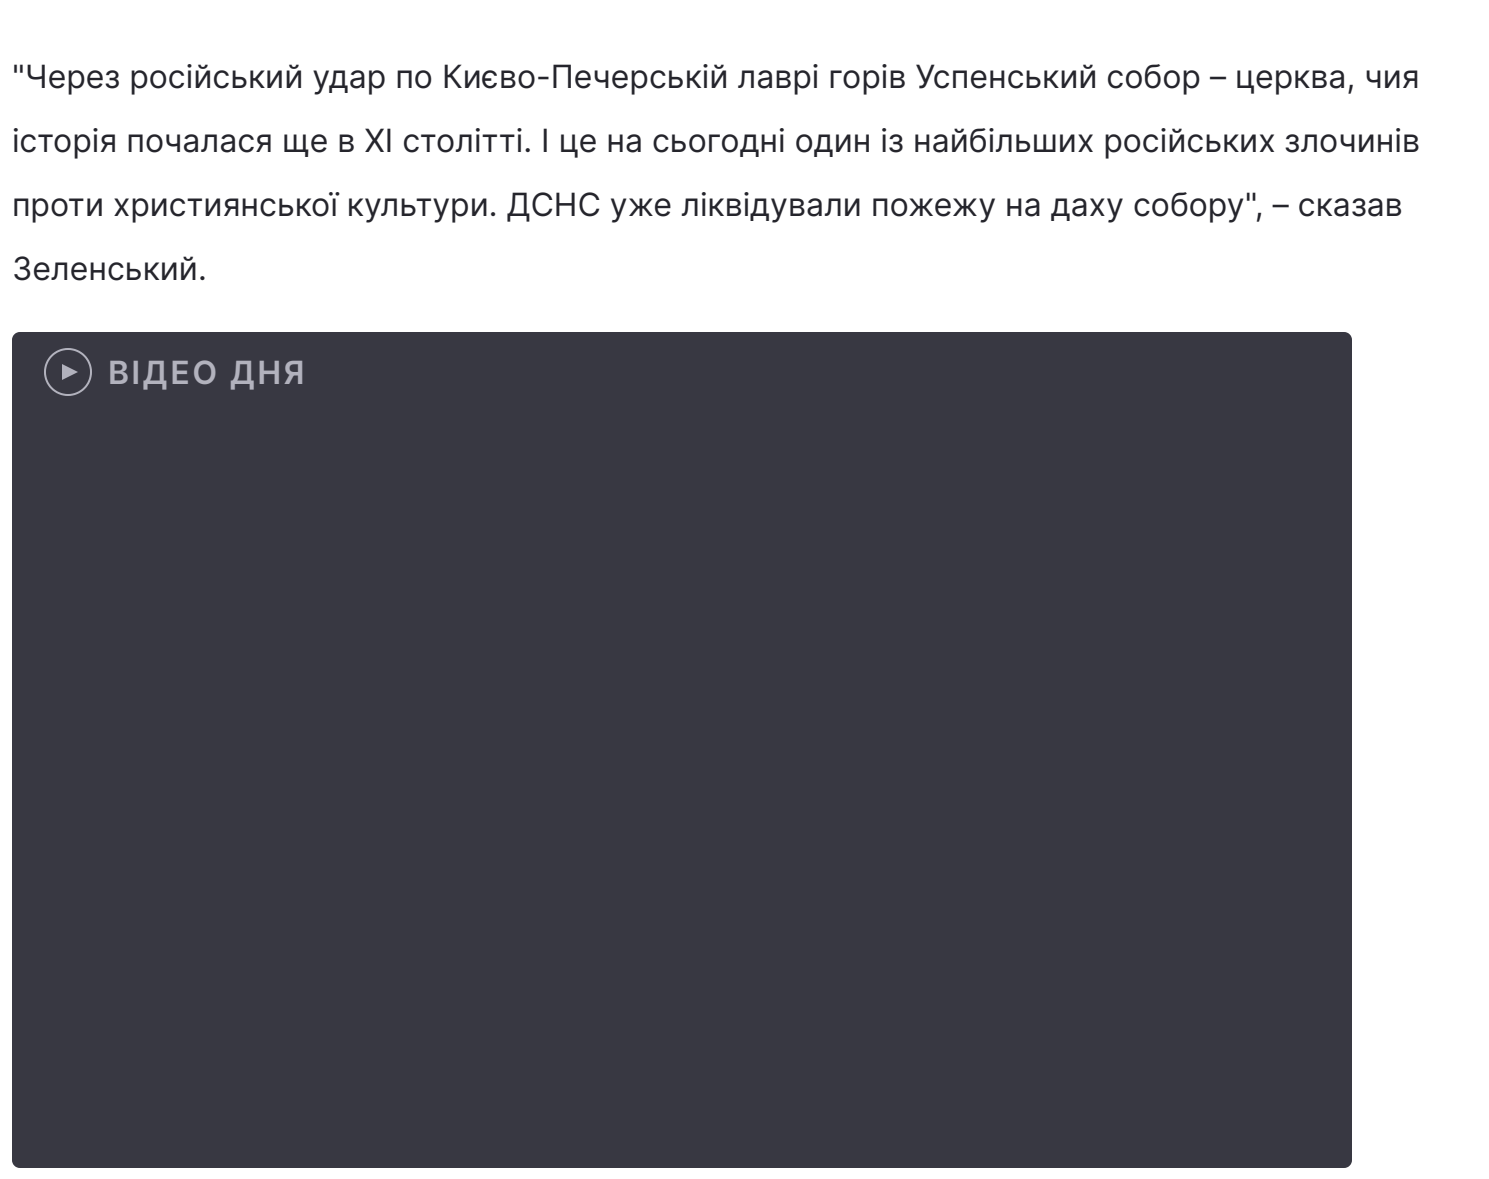 "Через російський удар по Києво-Печерській лаврі горів Успенський собор – церква, чия
історія почалася ще в XI столітті. І це на сьогодні один із найбільших російських злочинів
проти християнської культури. ДСНС уже ліквідували пожежу на даху собору", – сказав
Зеленський.
ВІДЕО ДНЯ